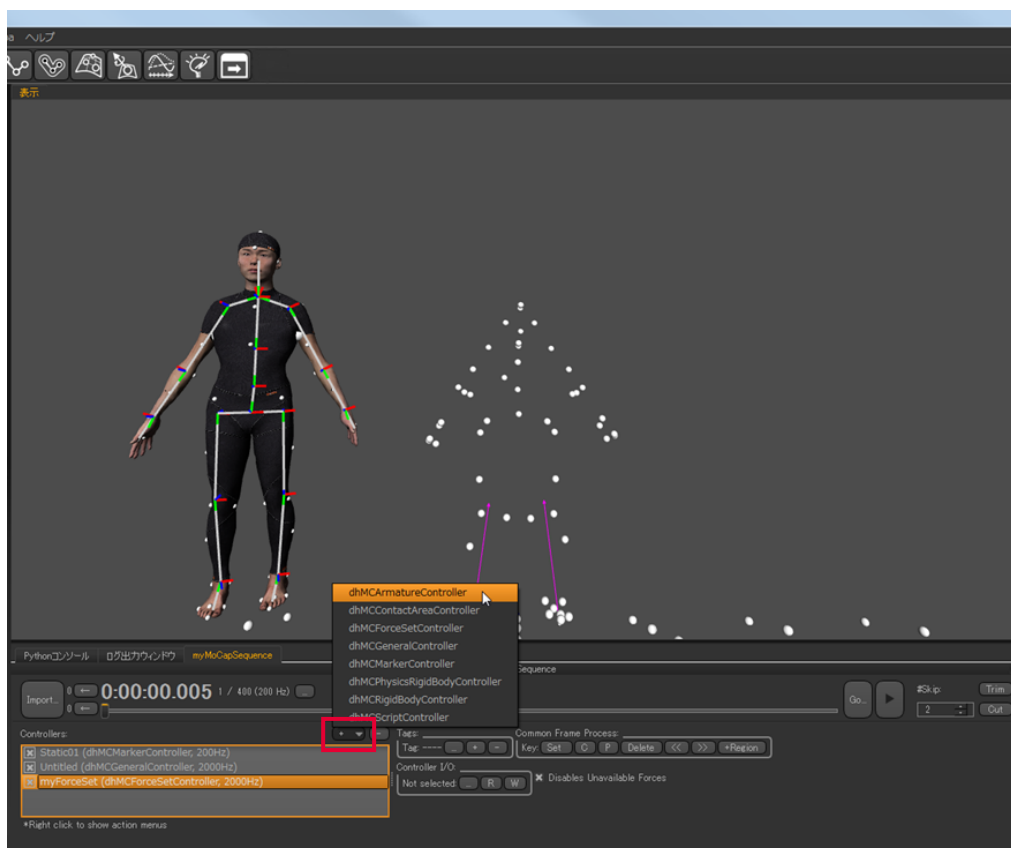 ヘルプ
表示
dhMCArmatureController
dhMCContactAreaController
dhMCForceSetController
dhMCGeneralController
dhMCMarkerController
dhMCPhysicsRigidBodyController
dhMCRigidBodyController
dhMCScriptController
Pythonコンソール ログ出力ウィンドウ myMoCapSequence
Sequence
Import... 0 ← 0:00:00.005 1 / 400 (200 Hz) ... Go... #Skip: Trim
0 ← 2 Cut
Controllers: + - Tags: Common Frame Process:
Tag: ---- ... + - Key: Set C P Delete << >> +Region
Static01 (dhMCMarkerController, 200Hz)
Untitled (dhMCGeneralController, 2000Hz)
myForceSet (dhMCForceSetController, 2000Hz)
Controller I/O:
Not selected: ... R W Disables Unavailable Forces
*Right click to show action menus